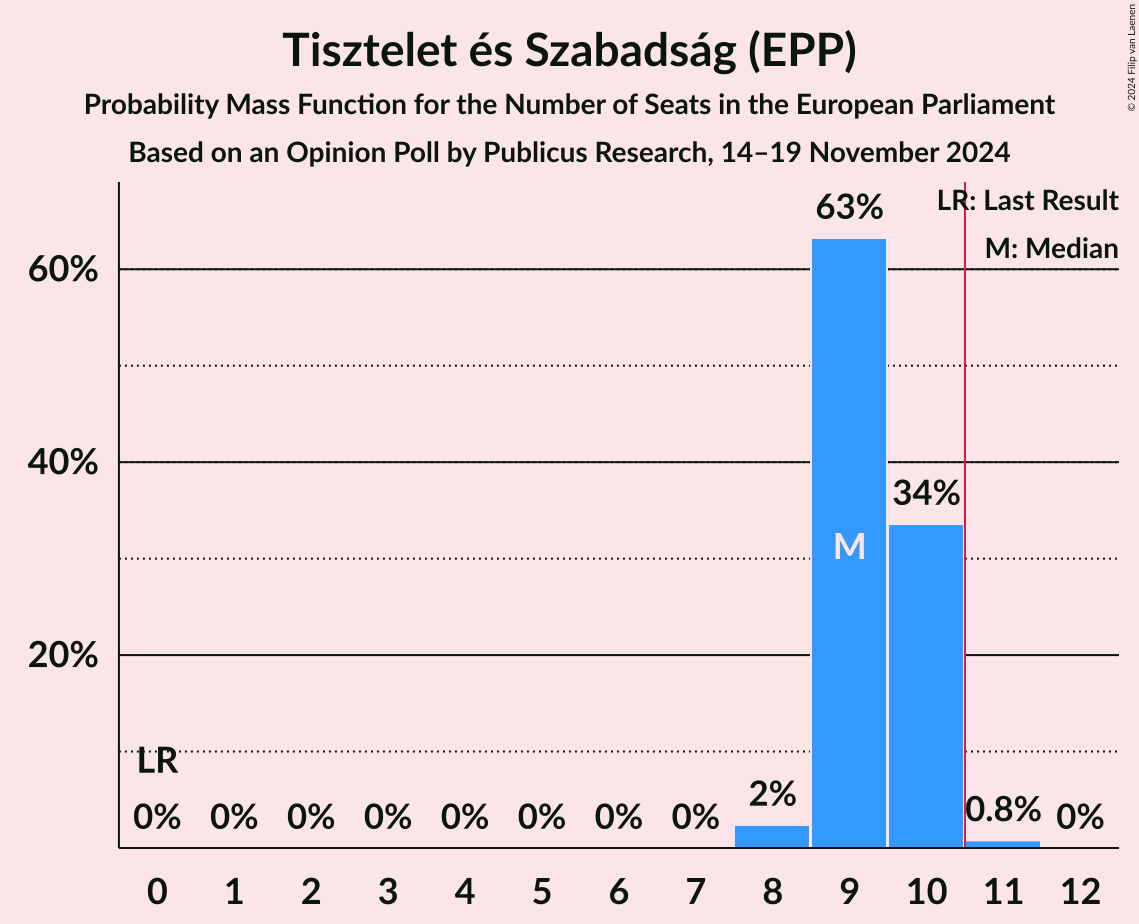 Tisztelet és Szabadság (EPP)
Probability Mass Function for the Number of Seats in the European Parliament
Based on an Opinion Poll by Publicus Research, 14–19 November 2024
© 2024 Filip van Laenen
LR: Last Result
M: Median
60%
40%
20%
63%
34%
M
LR
0% 0% 0% 0% 0% 0% 0% 0% 2% 0.8% 0%
0 1 2 3 4 5 6 7 8 9 10 11 12